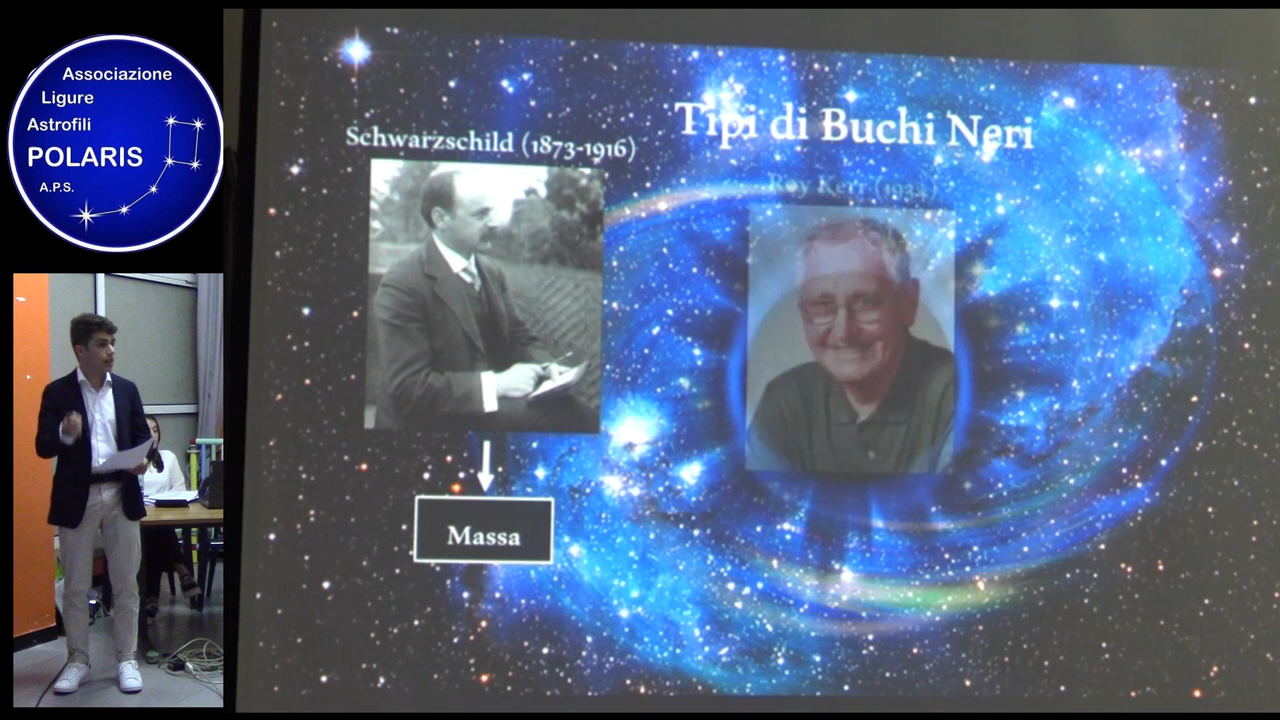 Associazione
Ligure
Astrofili
POLARIS
A.P.S.
Tipi di Buchi Neri
Schwarzschild (1873-1916)
Roy Kerr (1934)
Massa